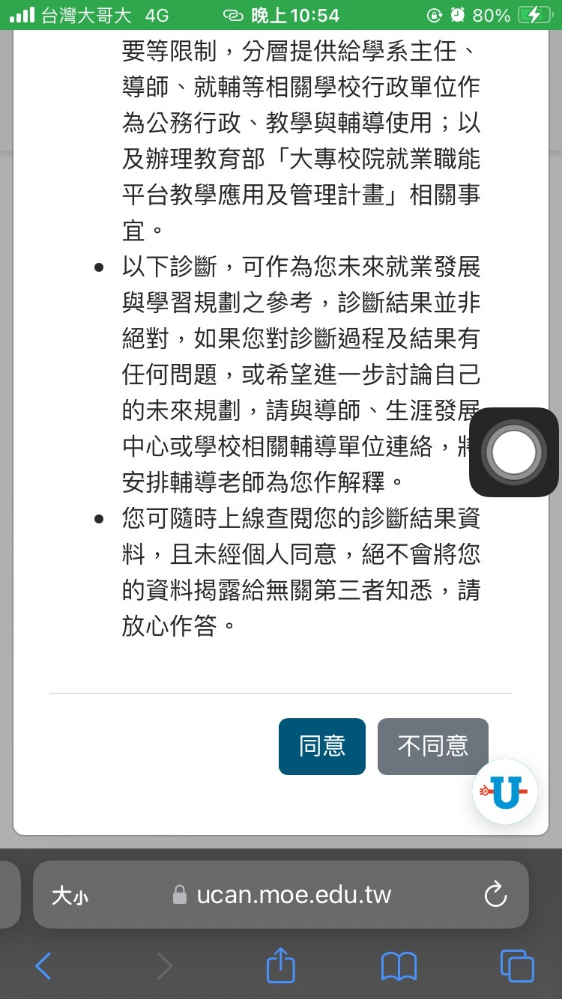 台灣大哥大 4G 晚上10:54 80%
要等限制，分層提供給學系主任、
導師、就輔等相關學校行政單位作
為公務行政、教學與輔導使用；以
及辦理教育部「大專校院就業職能
平台教學應用及管理計畫」相關事
宜。
• 以下診斷，可作為您未來就業發展
與學習規劃之參考，診斷結果並非
絕對，如果您對診斷過程及結果有
任何問題，或希望進一步討論自己
的未來規劃，請與導師、生涯發展
中心或學校相關輔導單位連絡，將
安排輔導老師為您作解釋。
• 您可隨時上線查閱您的診斷結果資
料，且未經個人同意，絕不會將您
的資料揭露給無關第三者知悉，請
放心作答。
同意 不同意
U
大小 ucan.moe.edu.tw